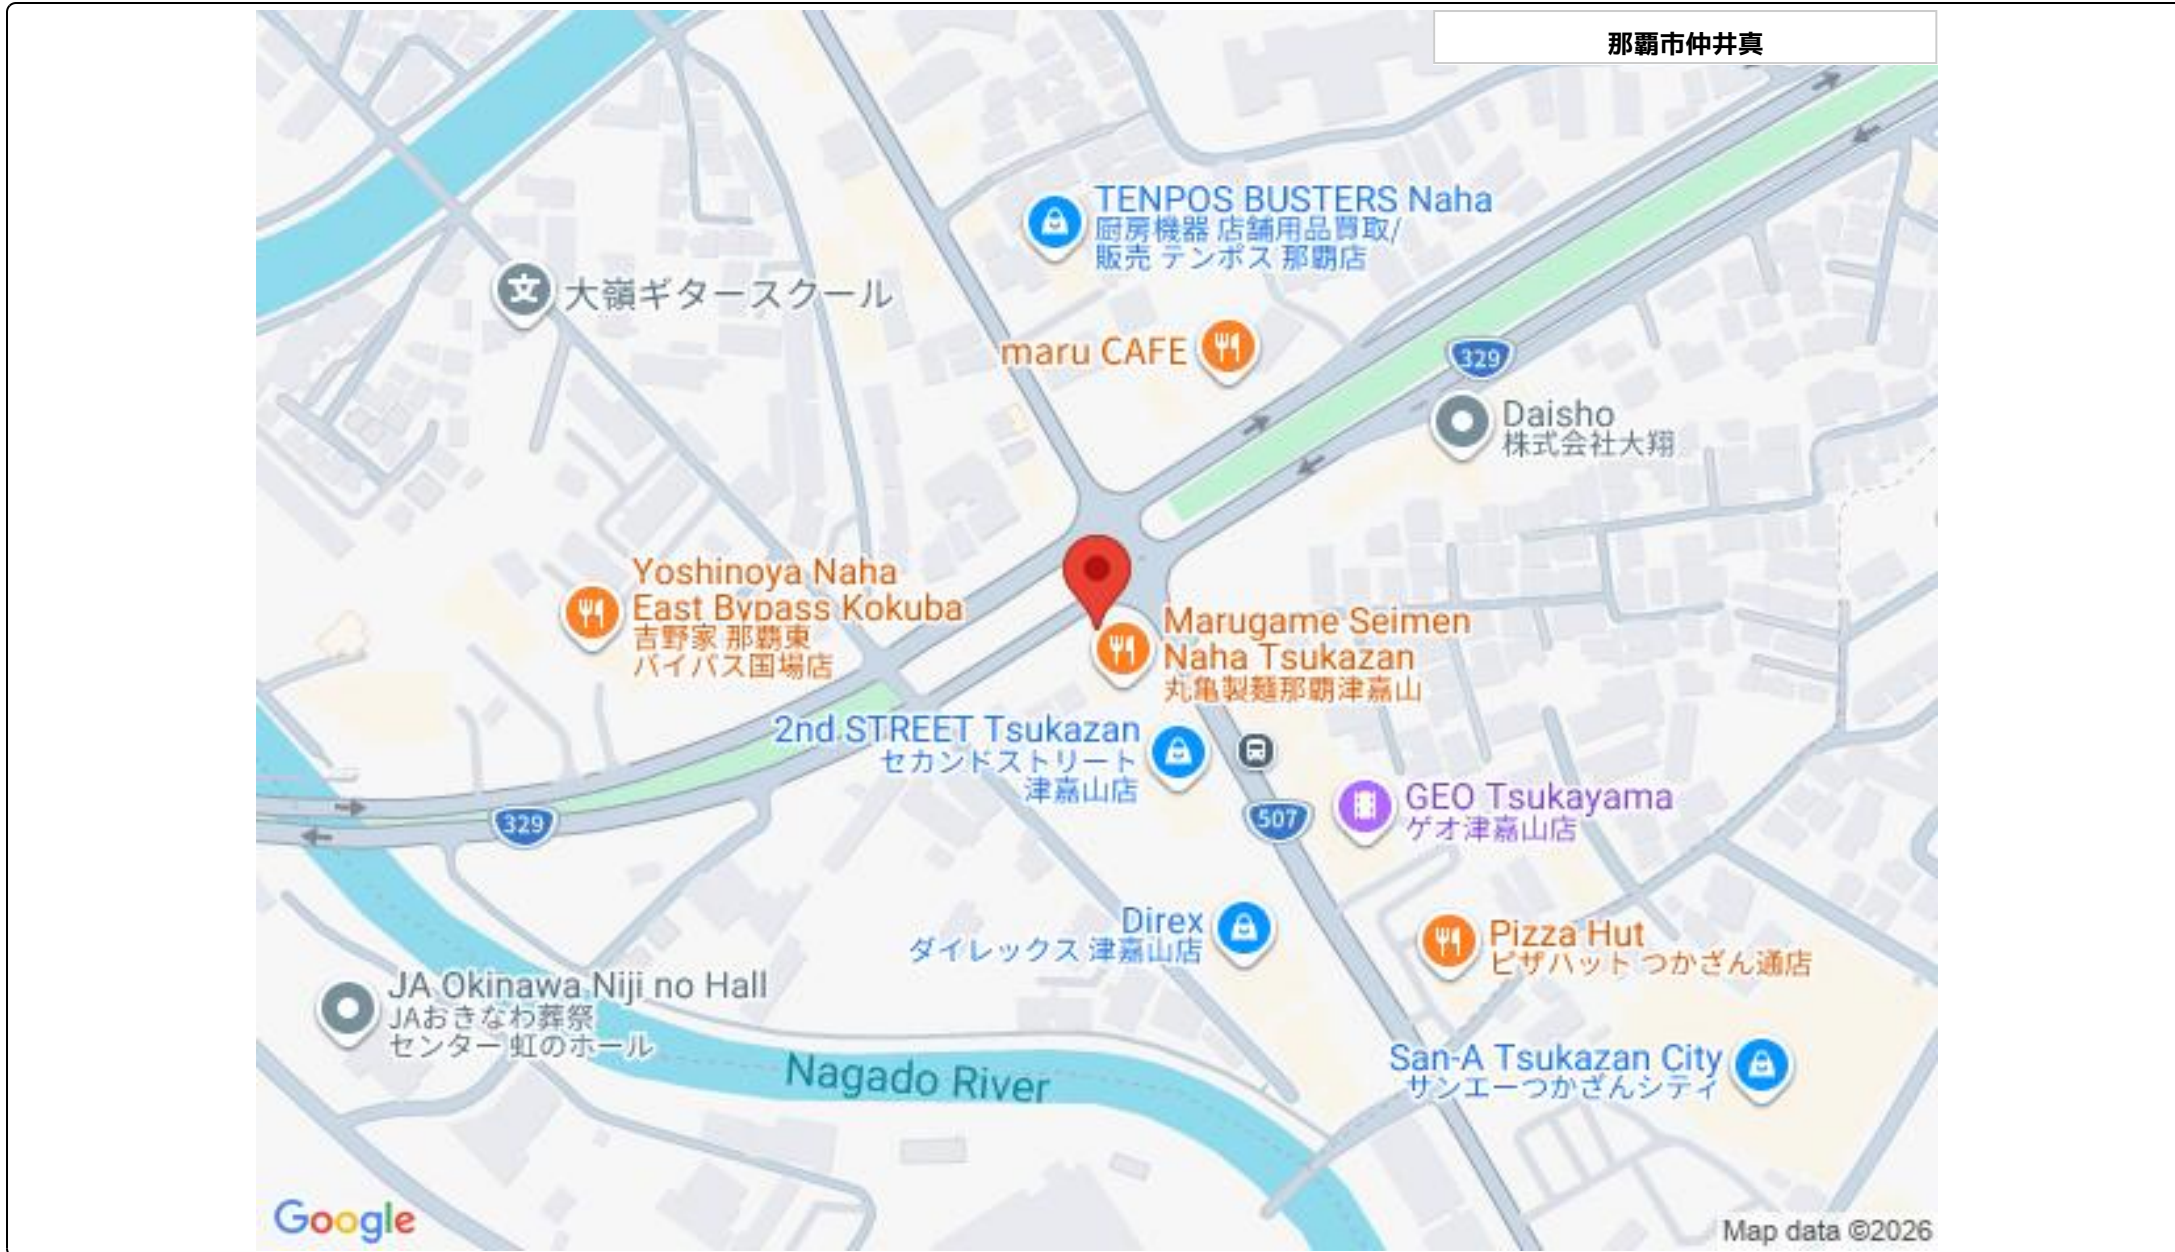 那覇市仲井真
TENPOS BUSTERS Naha
厨房機器 店舗用品買取/
販売 テンポス 那覇店
大嶺ギタースクール
maru CAFE
329
Daisho
株式会社大翔
Yoshinoya Naha
East Bypass Kokuba
吉野家 那覇東
バイパス国場店
Marugame Seimen
Naha Tsukazan
丸亀製麺那覇津嘉山
2nd STREET Tsukazan
セカンドストリート
津嘉山店
GEO Tsukayama
ゲオ津嘉山店
507
329
Direx
ダイレックス 津嘉山店
Pizza Hut
ピザハット つかざん通店
JA Okinawa Niji no Hall
JAおきなわ葬祭
センター 虹のホール
San-A Tsukazan City
サンエーつかざんシティ
Nagado River
Google
Map data ©2026